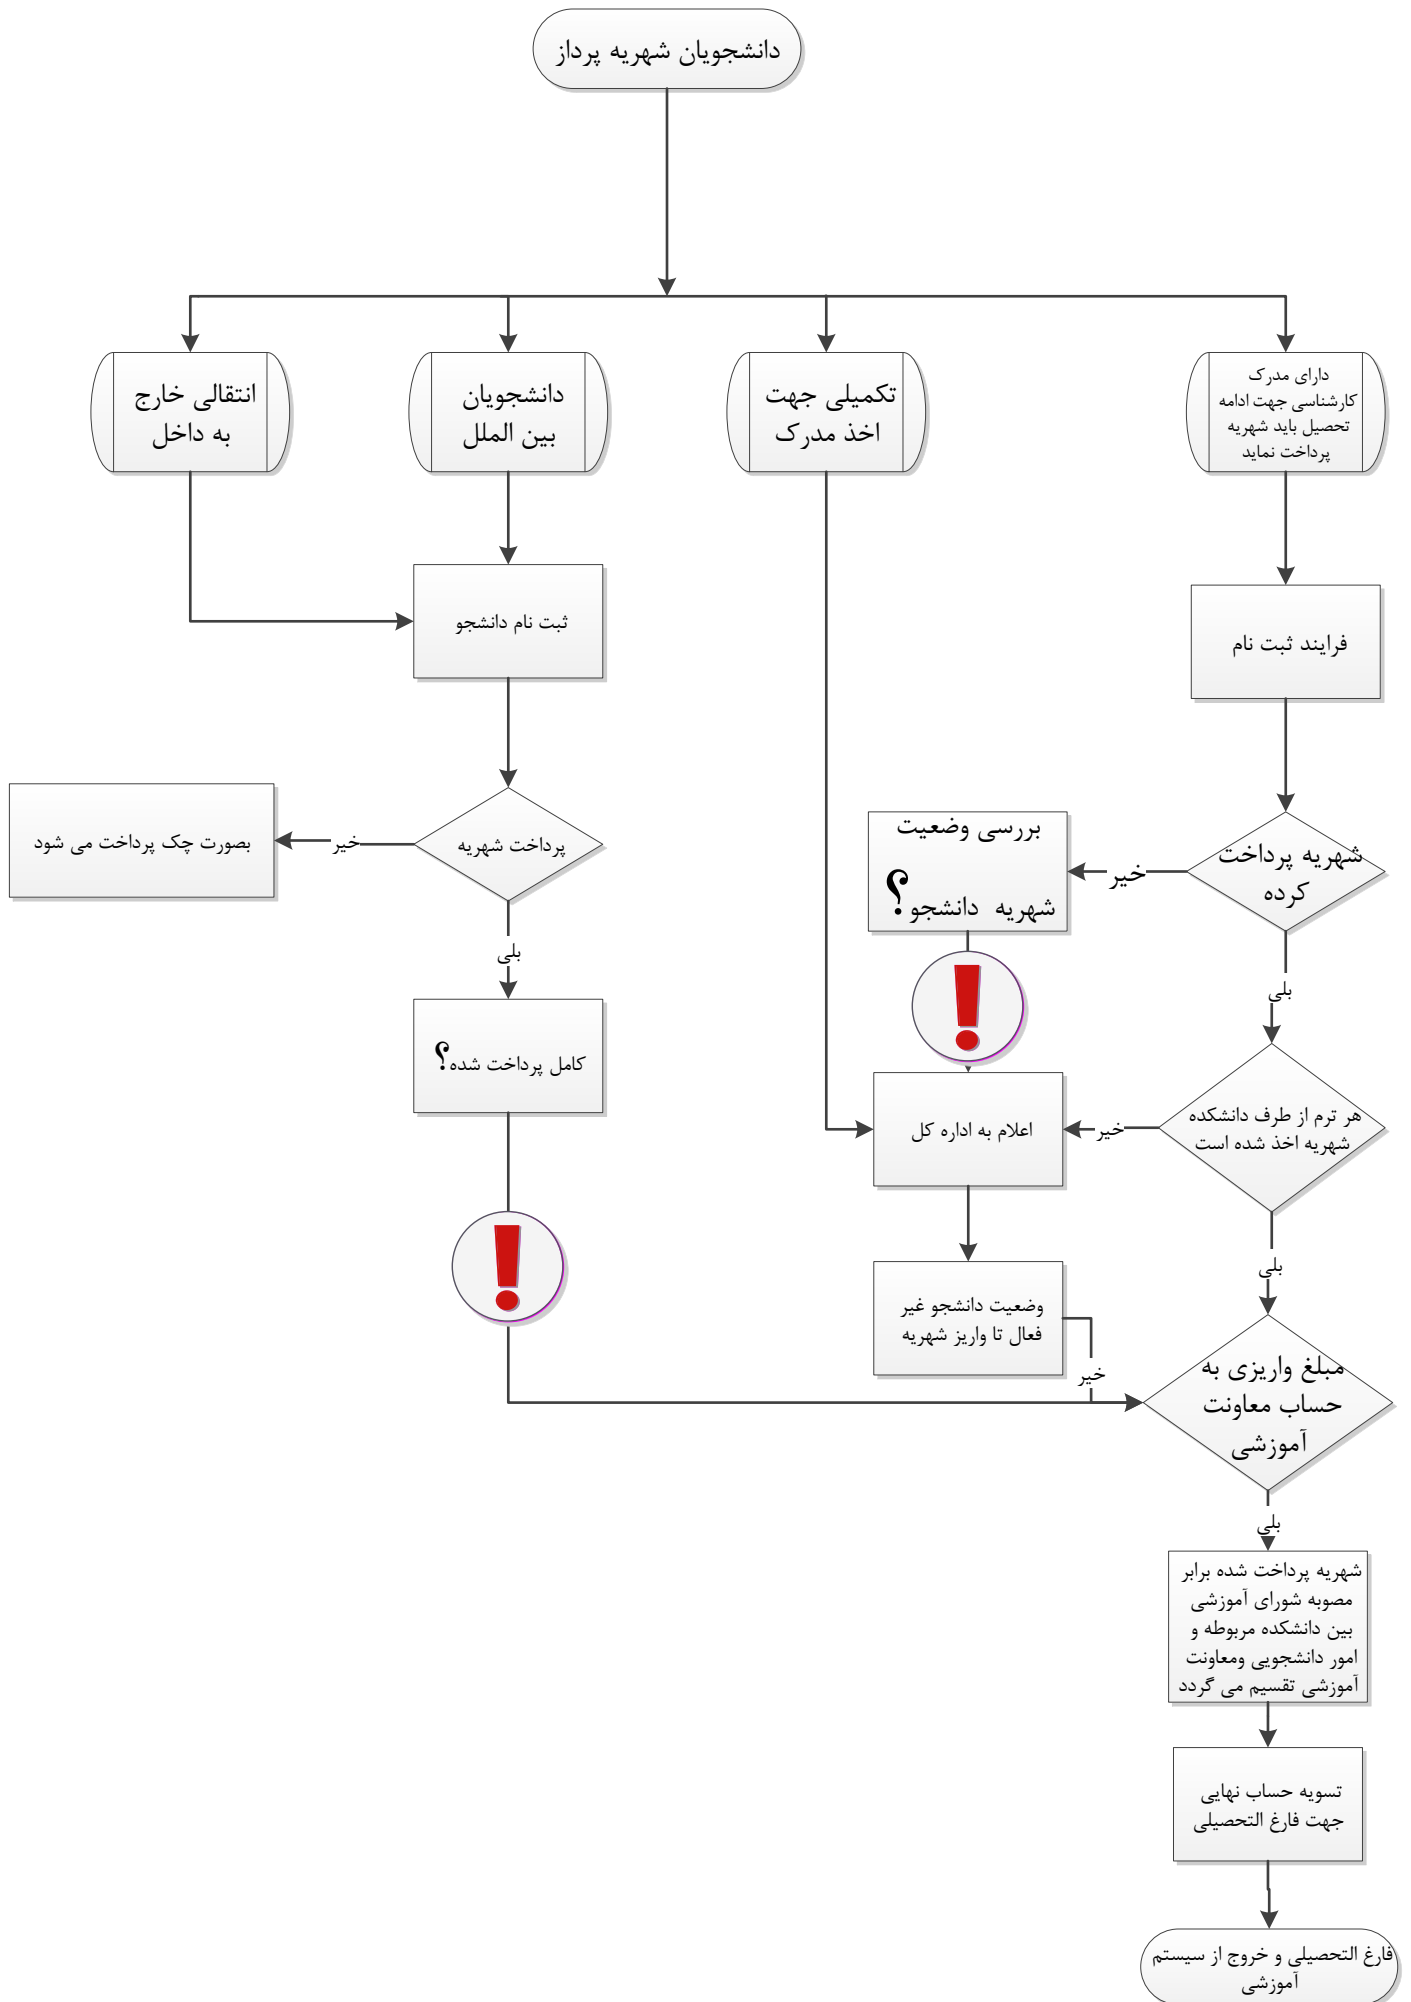 دانشجویان شهریه پرداز
دارای مدرک
کارشناسی جهت ادامه
تحصیل باید شهریه
پرداخت نماید
تکمیلی جهت
اخذ مدرک
دانشجویان
بین الملل
انتقالی خارج
به داخل
ثبت نام دانشجو
فرایند ثبت نام
شهریه پرداخت
کرده
خیر
بررسی وضعیت
شهریه دانشجو؟
پرداخت شهریه
خیر
بصورت چک پرداخت می شود
بلی
بلی
کامل پرداخت شده؟
!
هر ترم از طرف دانشکده
شهریه اخذ شده است
خیر
اعلام به اداره کل
!
بلی
وضعیت دانشجو غیر
فعال تا واریز شهریه
خیر
مبلغ واریزی به
حساب معاونت
آموزشی
بلی
شهریه پرداخت شده برابر
مصوبه شورای آموزشی
بین دانشکده مربوطه و
امور دانشجویی ومعاونت
آموزشی تقسیم می گردد
تسویه حساب نهایی
جهت فارغ التحصیلی
فارغ التحصیلی و خروج از سیستم
آموزشی